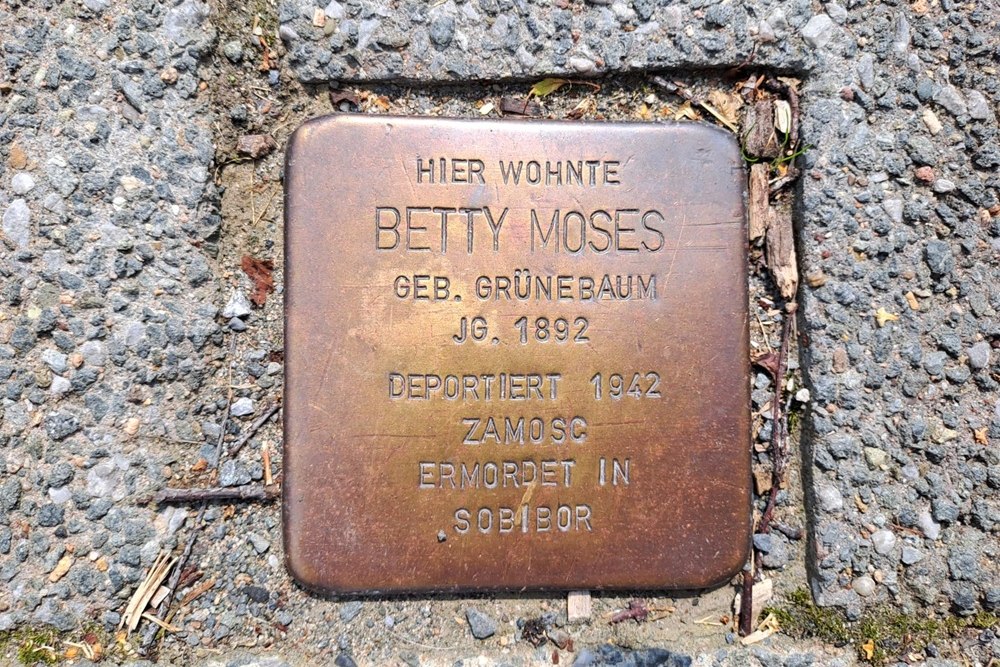 HIER WOHNTE
BETTY MOSES
GEB. GRÜNEBAUM
JG. 1892
DEPORTIERT 1942
ZAMOSC
ERMORDET IN
SOBIBOR